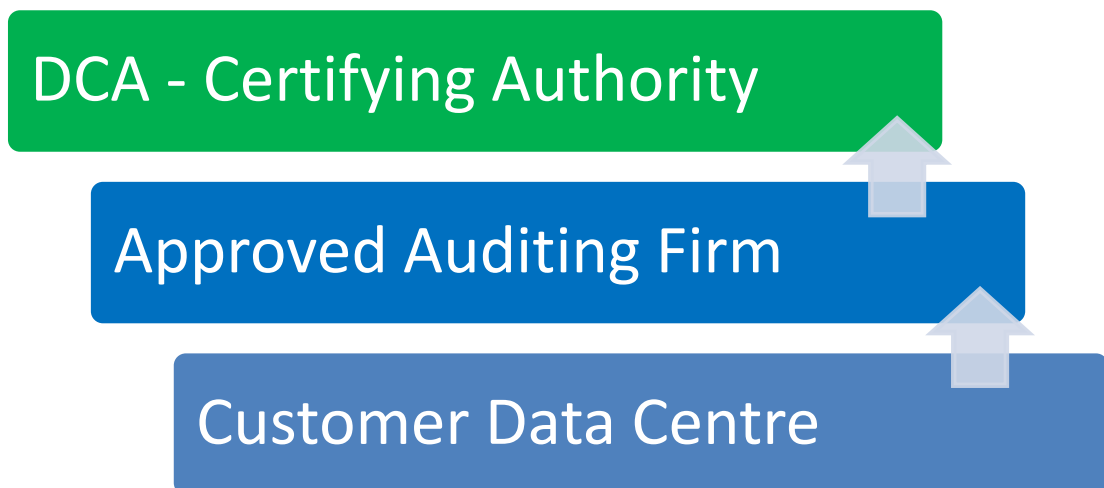 DCA - Certifying Authority
Approved Auditing Firm
Customer Data Centre